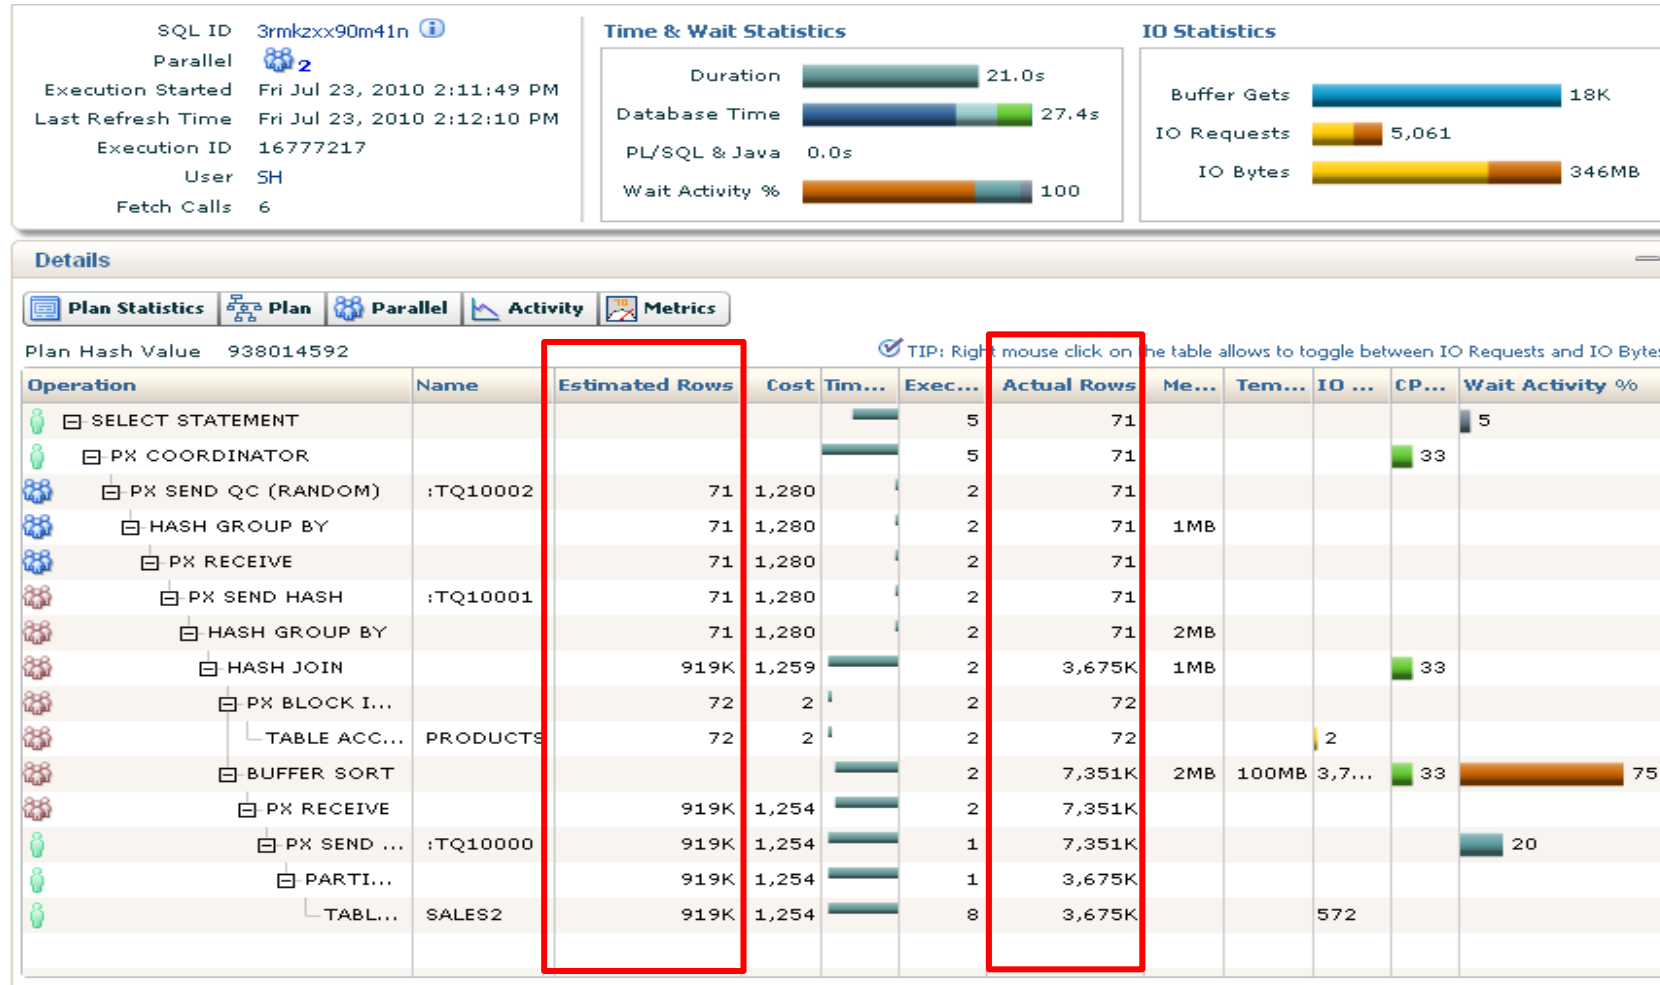 SQL ID 3rmkzxx90m41n
Parallel 2
Execution Started Fri Jul 23, 2010 2:11:49 PM
Last Refresh Time Fri Jul 23, 2010 2:12:10 PM
Execution ID 16777217
User SH
Fetch Calls 6
Time & Wait Statistics
Duration 21.0s
Database Time 27.4s
PL/SQL & Java 0.0s
Wait Activity % 100
IO Statistics
Buffer Gets 18K
IO Requests 5,061
IO Bytes 346MB
Details
Plan Statistics Plan Parallel Activity Metrics
Plan Hash Value 938014592 TIP: Right mouse click on the table allows to toggle between IO Requests and IO Bytes
Operation Name Estimated Rows Cost Tim... Exec... Actual Rows Me... Tem... IO ... CP... Wait Activity %
SELECT STATEMENT 5 71 5
PX COORDINATOR 5 71 33
PX SEND QC (RANDOM) :TQ10002 71 1,280 2 71
HASH GROUP BY 71 1,280 2 71 1MB
PX RECEIVE 71 1,280 2 71
PX SEND HASH :TQ10001 71 1,280 2 71
HASH GROUP BY 71 1,280 2 71 2MB
HASH JOIN 919K 1,259 2 3,675K 1MB 33
PX BLOCK I... 72 2 2 72
TABLE ACC... PRODUCTS 72 2 2 72 2
BUFFER SORT 2 7,351K 2MB 100MB 3,7... 33 75
PX RECEIVE 919K 1,254 2 7,351K
PX SEND ... :TQ10000 919K 1,254 1 7,351K 20
PARTI... 919K 1,254 1 3,675K
TABL... SALES2 919K 1,254 8 3,675K 572